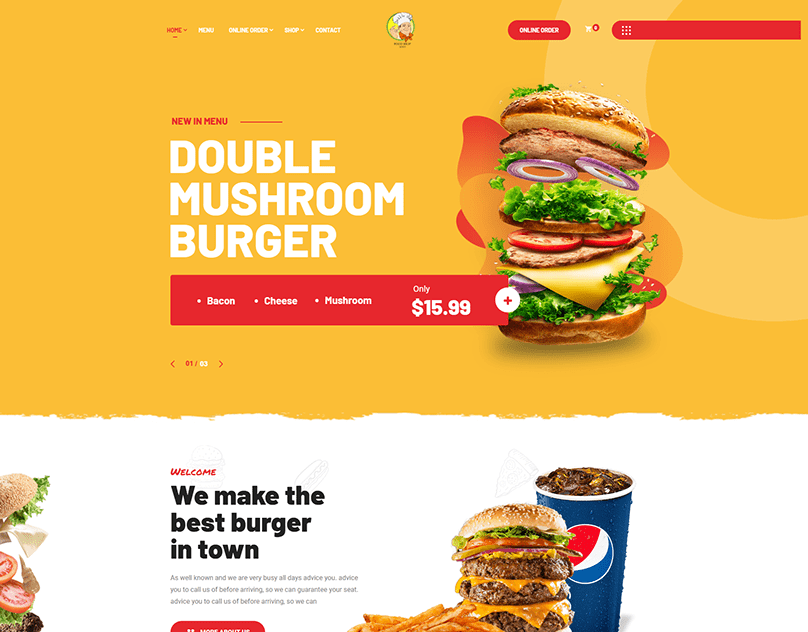 HOME MENU ONLINE ORDER SHOP CONTACT ONLINE ORDER 0
NEW IN MENU
DOUBLE
MUSHROOM
BURGER
• Bacon • Cheese • Mushroom
Only
$15.99 +
01 / 03
WELCOME
We make the
best burger
in town
As well known and we are very busy all days advice you. advice
you to call us of before arriving, so we can guarantee your seat.
advice you to call us of before arriving, so we can
MORE ABOUT US